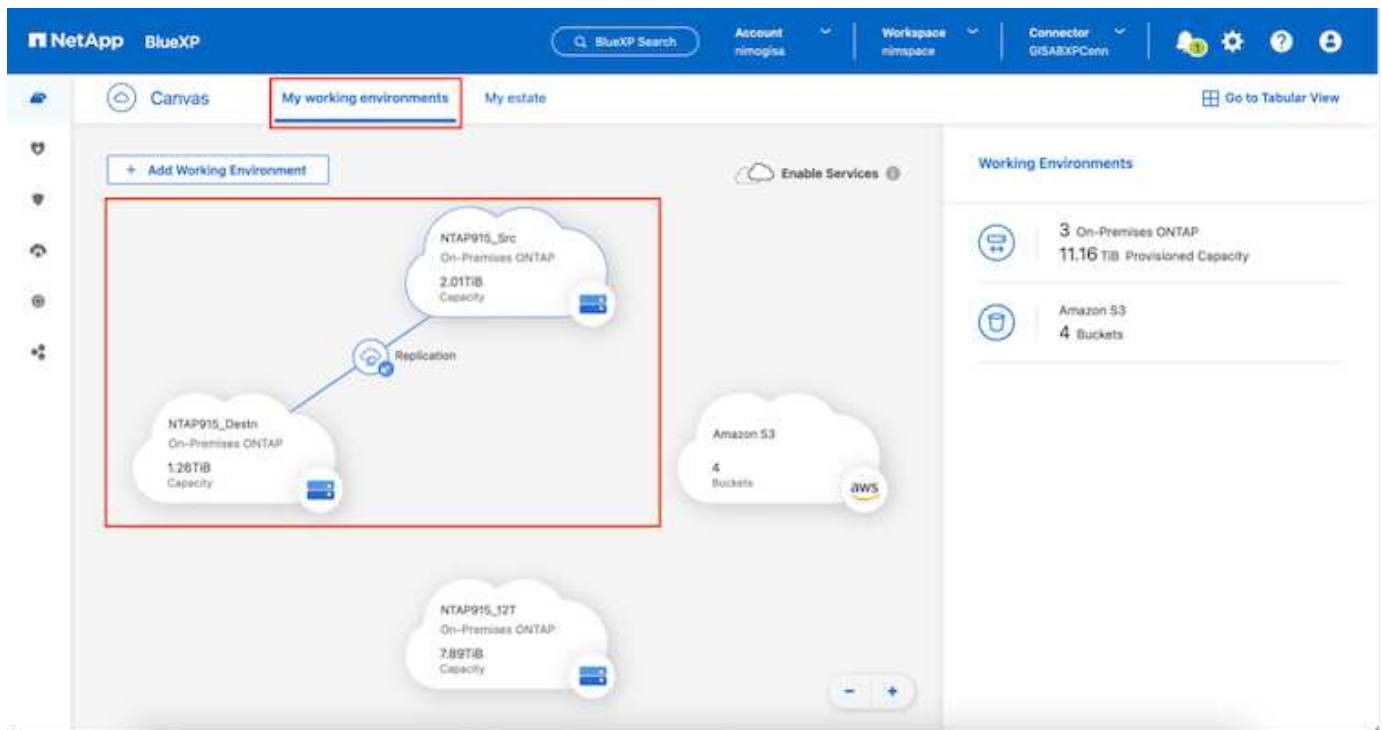 NetApp BlueXP
BlueXP Search
Account
nimogisa
Workspace
nimspace
Connector
GISABXPConn
1
Canvas
My working environments
My estate
Go to Tabular View
+ Add Working Environment
Enable Services
NTAP915_Src
On-Premises ONTAP
2.01TiB
Capacity
Replication
NTAP915_Destn
On-Premises ONTAP
1.26TiB
Capacity
Amazon S3
4
Buckets
aws
NTAP915_127
On-Premises ONTAP
7.89TiB
Capacity
- +
Working Environments
3 On-Premises ONTAP
11.16 TiB Provisioned Capacity
Amazon S3
4 Buckets